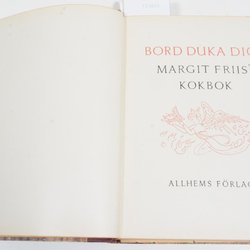 BORD DUKA DIG
MARGIT FRIIS'
KOKBOK
ALLHEMS FÖRLAG